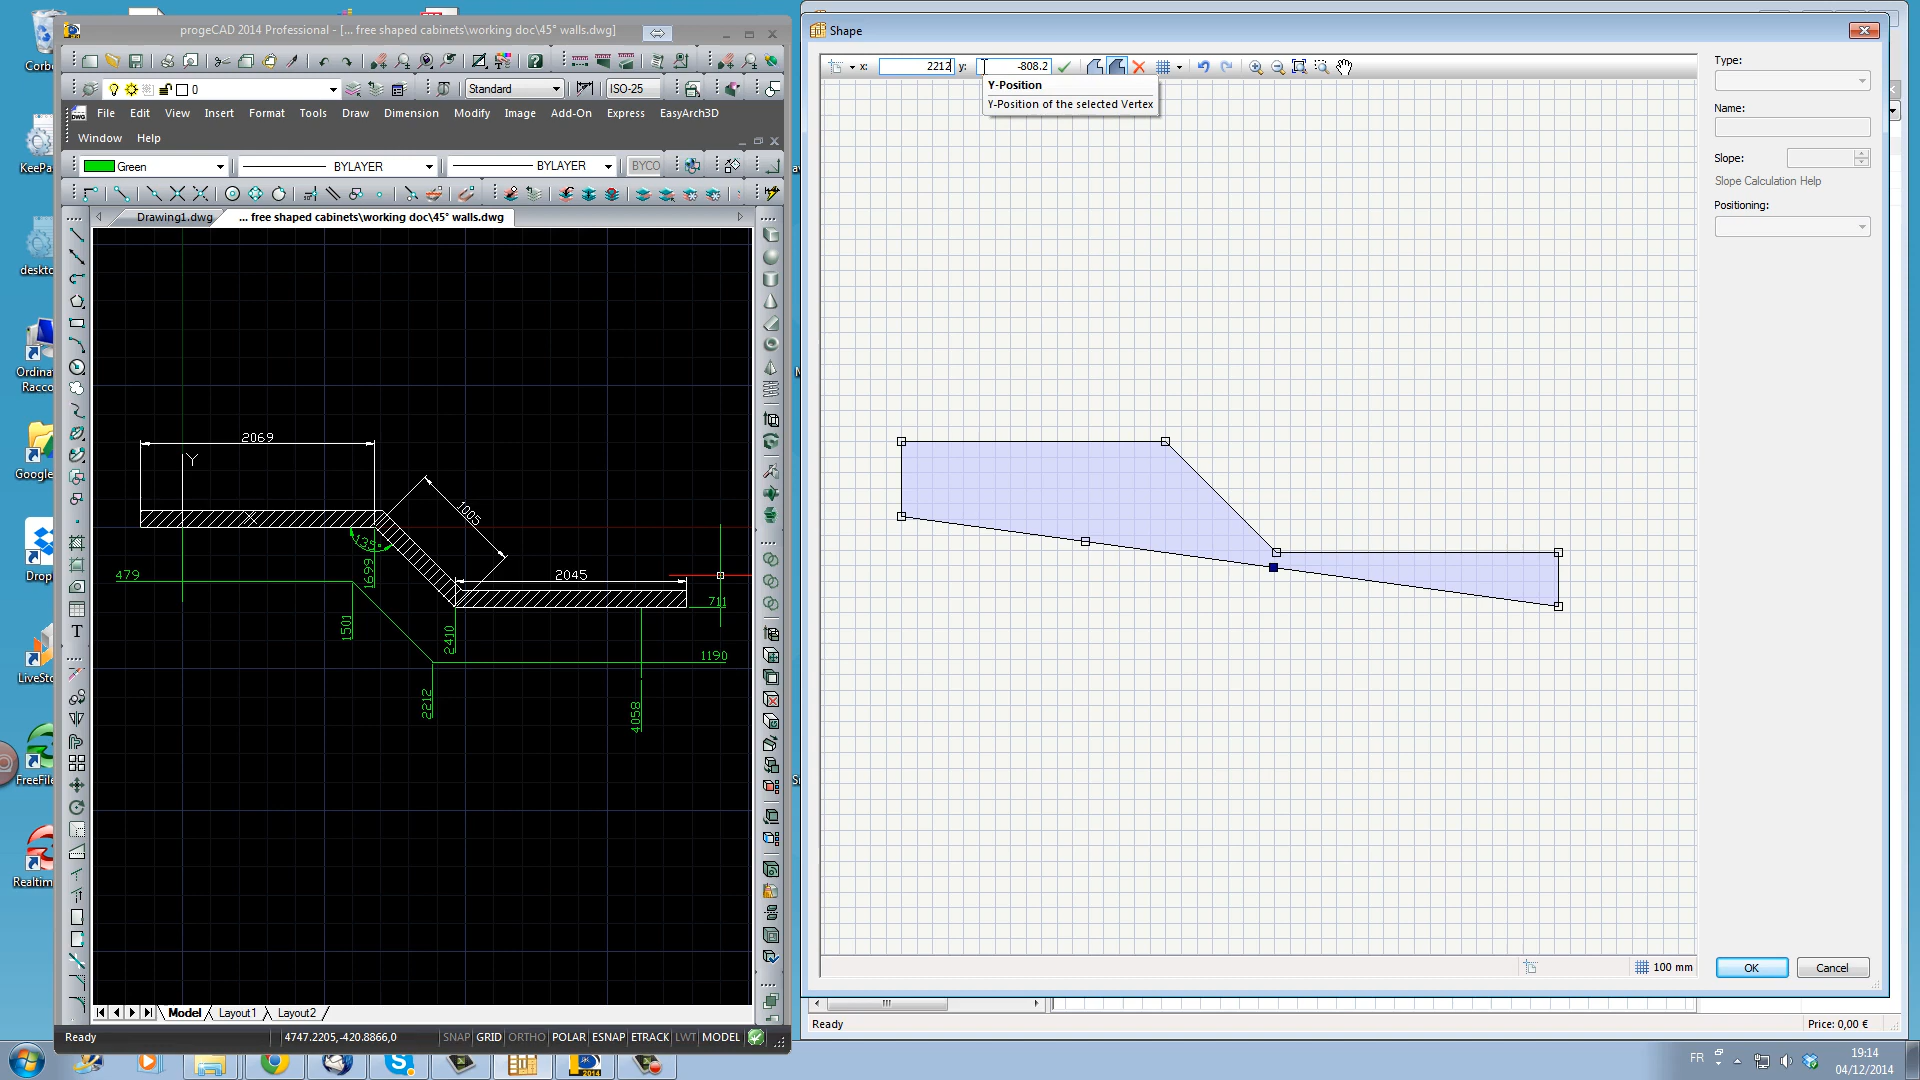 Corbe
KeePa
deskto
Ordinat
Racco
Google
Drop
LiveSto
FreeFile
Realtim
progeCAD 2014 Professional - [... free shaped cabinets\working doc\45° walls.dwg]
0
Standard
ISO-25
File Edit View Insert Format Tools Draw Dimension Modify Image Add-On Express EasyArch3D
Window Help
Green
BYLAYER
BYLAYER
BYCO
Drawing1.dwg
... free shaped cabinets\working doc\45° walls.dwg
2069
Y
X
1005
135°
1699
479
2045
711
1501
2410
1190
2212
4058
Model Layout1 Layout2
Ready
4747.2205,-420.8866,0
SNAP GRID ORTHO POLAR ESNAP ETRACK LWT MODEL
Shape
x: 2212 y: -808.2
Y-Position
Y-Position of the selected Vertex
Type:
Name:
Slope:
Slope Calculation Help
Positioning:
100 mm
OK
Cancel
Ready
Price: 0,00 €
2014
FR
19:14
04/12/2014